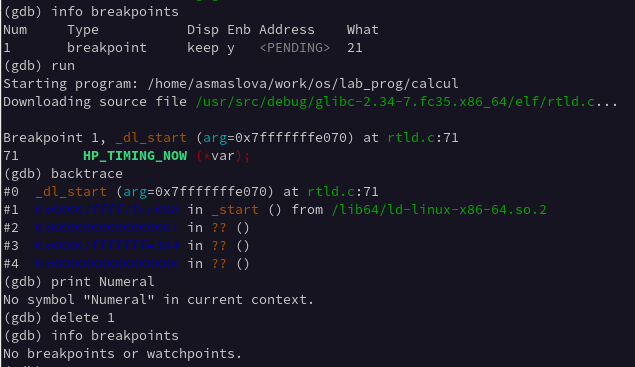 (gdb) info breakpoints
Num     Type           Disp Enb Address    What
1       breakpoint     keep y   <PENDING>  21
(gdb) run
Starting program: /home/asmaslova/work/os/lab_prog/calcul
Downloading source file /usr/src/debug/glibc-2.34-7.fc35.x86_64/elf/rtld.c...

Breakpoint 1, _dl_start (arg=0x7fffffffe070) at rtld.c:71
71        HP_TIMING_NOW (*var);
(gdb) backtrace
#0  _dl_start (arg=0x7fffffffe070) at rtld.c:71
#1  in _start () from /lib64/ld-linux-x86-64.so.2
#2  in ?? ()
#3  in ?? ()
#4  in ?? ()
(gdb) print Numeral
No symbol "Numeral" in current context.
(gdb) delete 1
(gdb) info breakpoints
No breakpoints or watchpoints.